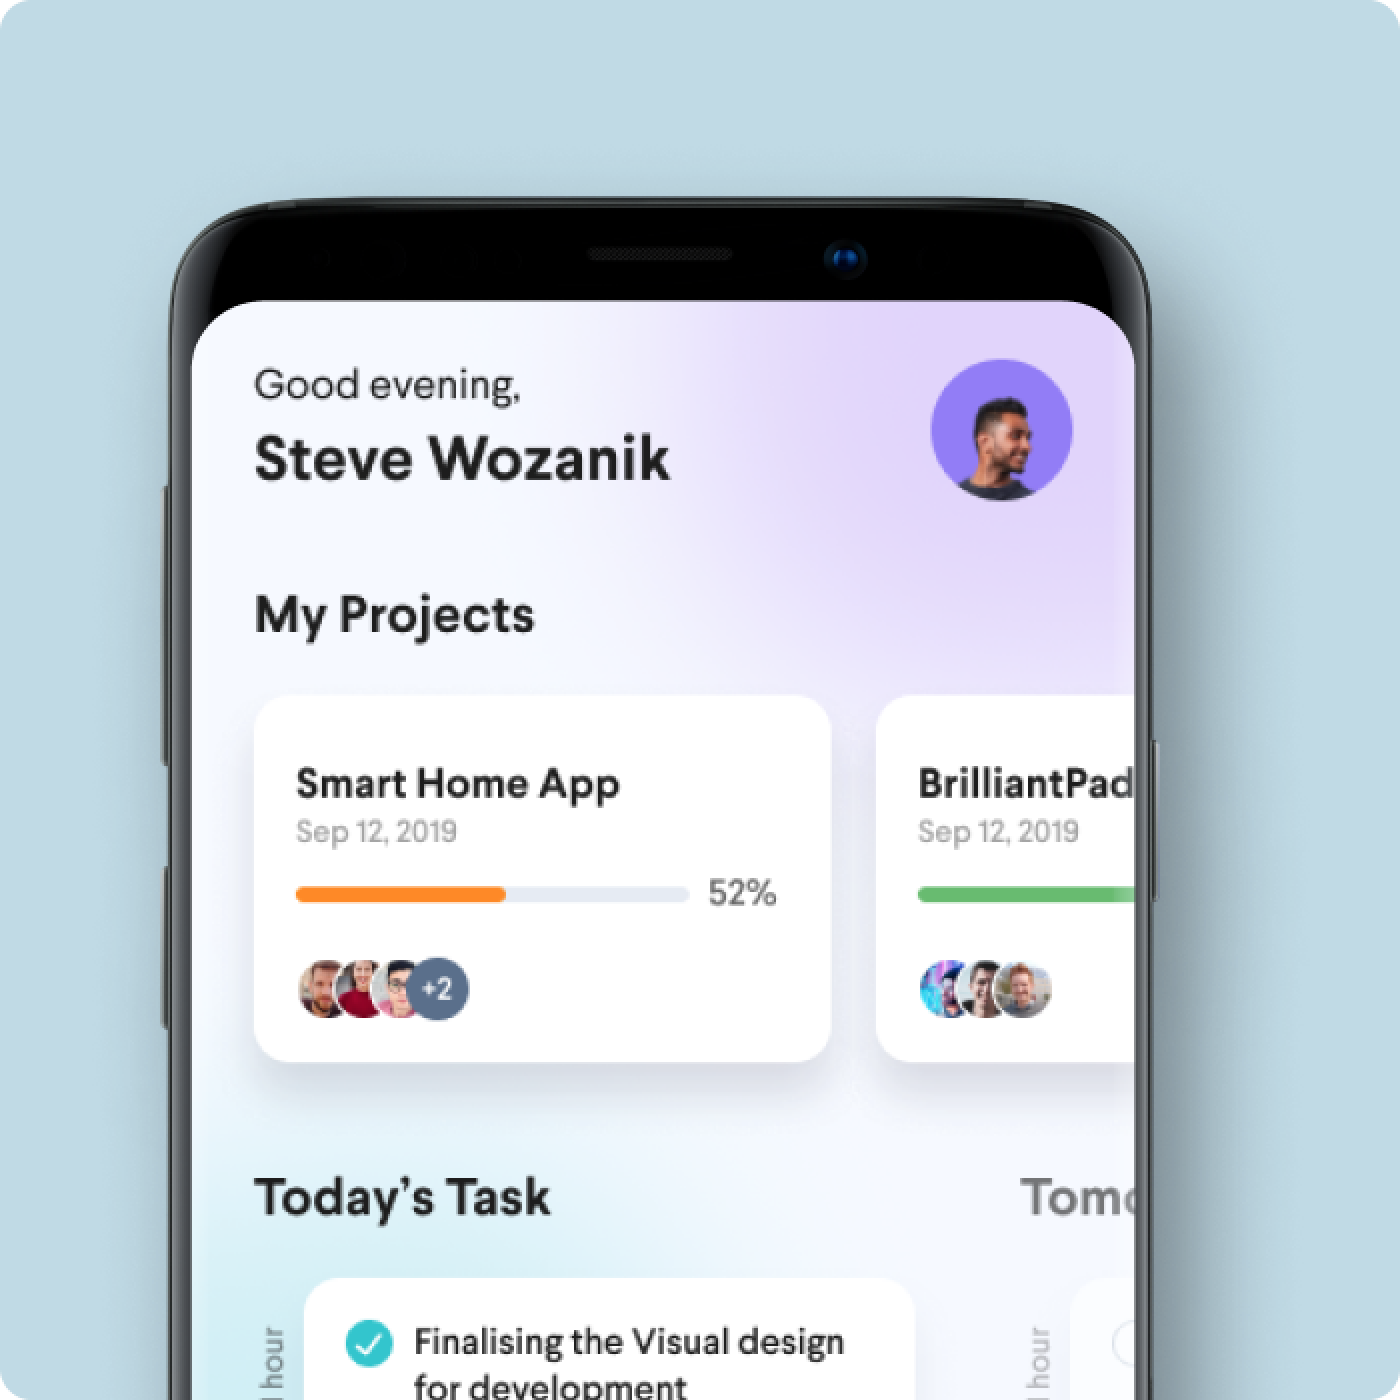 Good evening,
Steve Wozanik
My Projects
Smart Home App
Sep 12, 2019
52%
+2
BrilliantPad
Sep 12, 2019
Today’s Task
hour
Finalising the Visual design
for development
hour